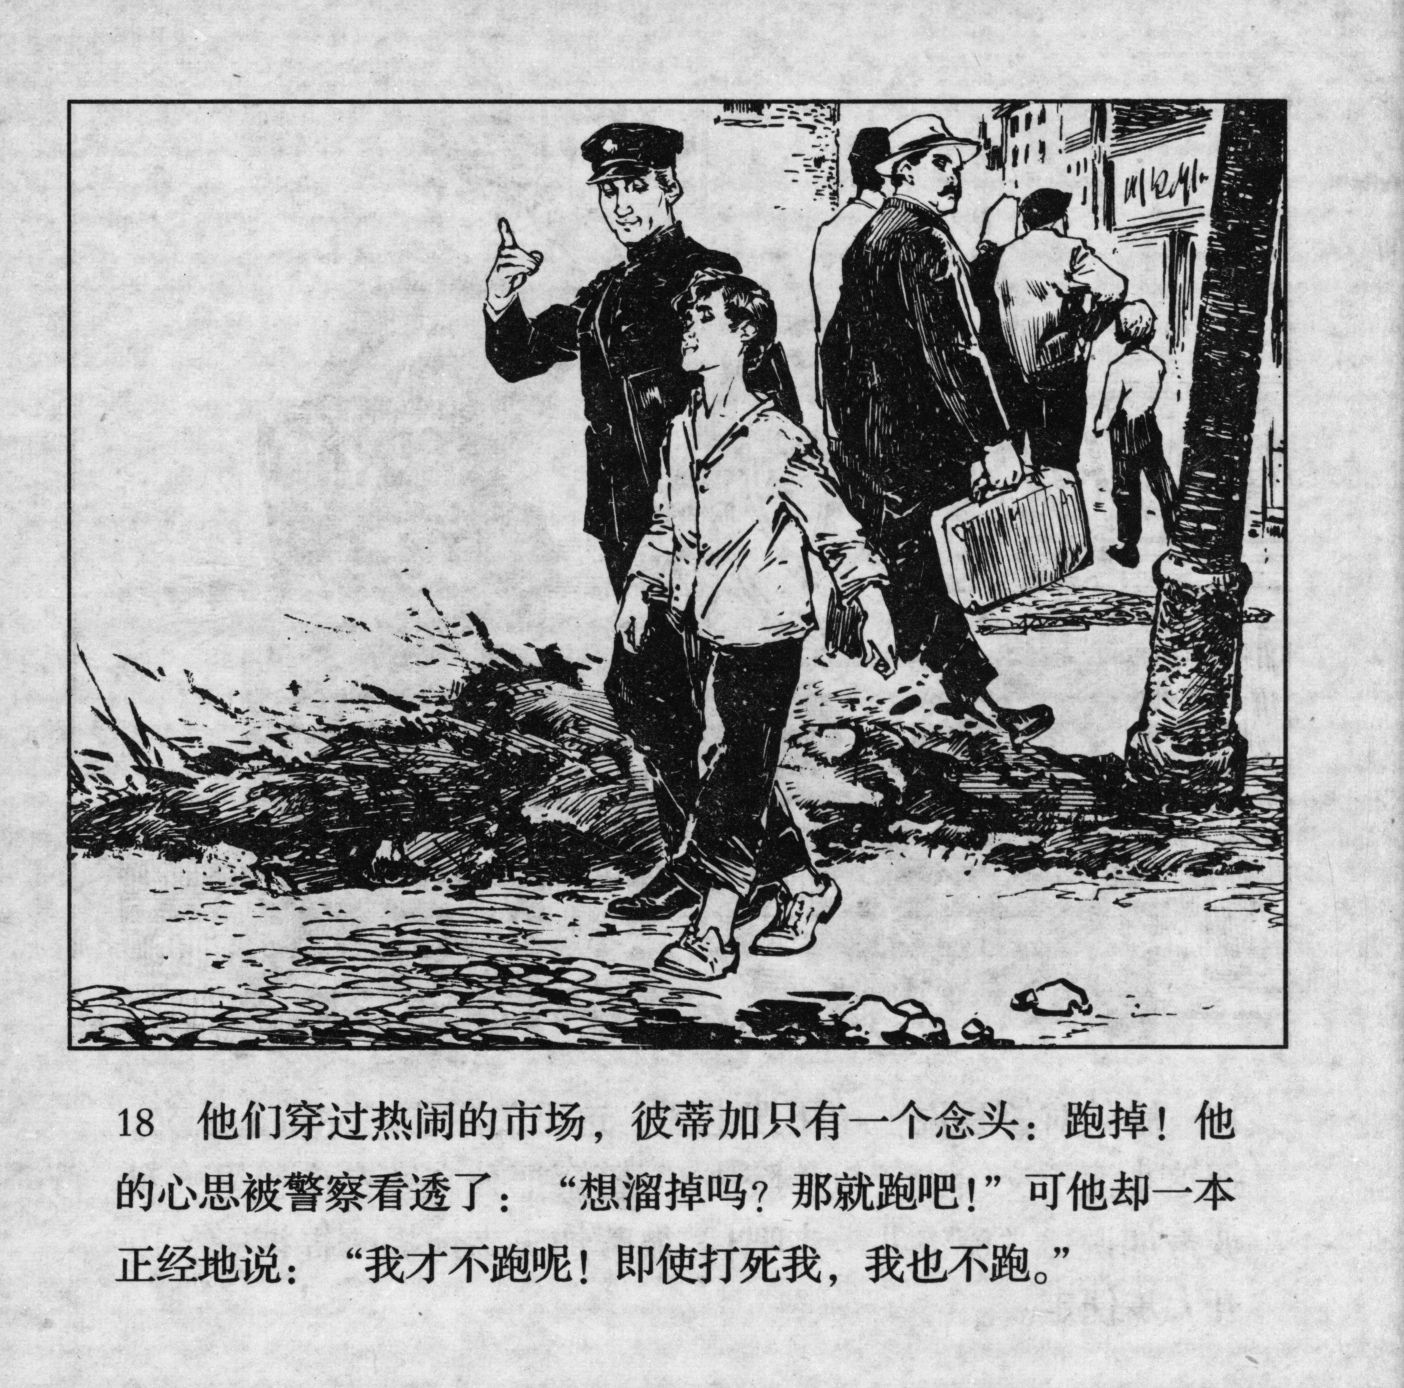 18 他们穿过热闹的市场，彼蒂加只有一个念头：跑掉！他
的心思被警察看透了：“想溜掉吗？那就跑吧！”可他却一本
正经地说：“我才不跑呢！即使打死我，我也不跑。”